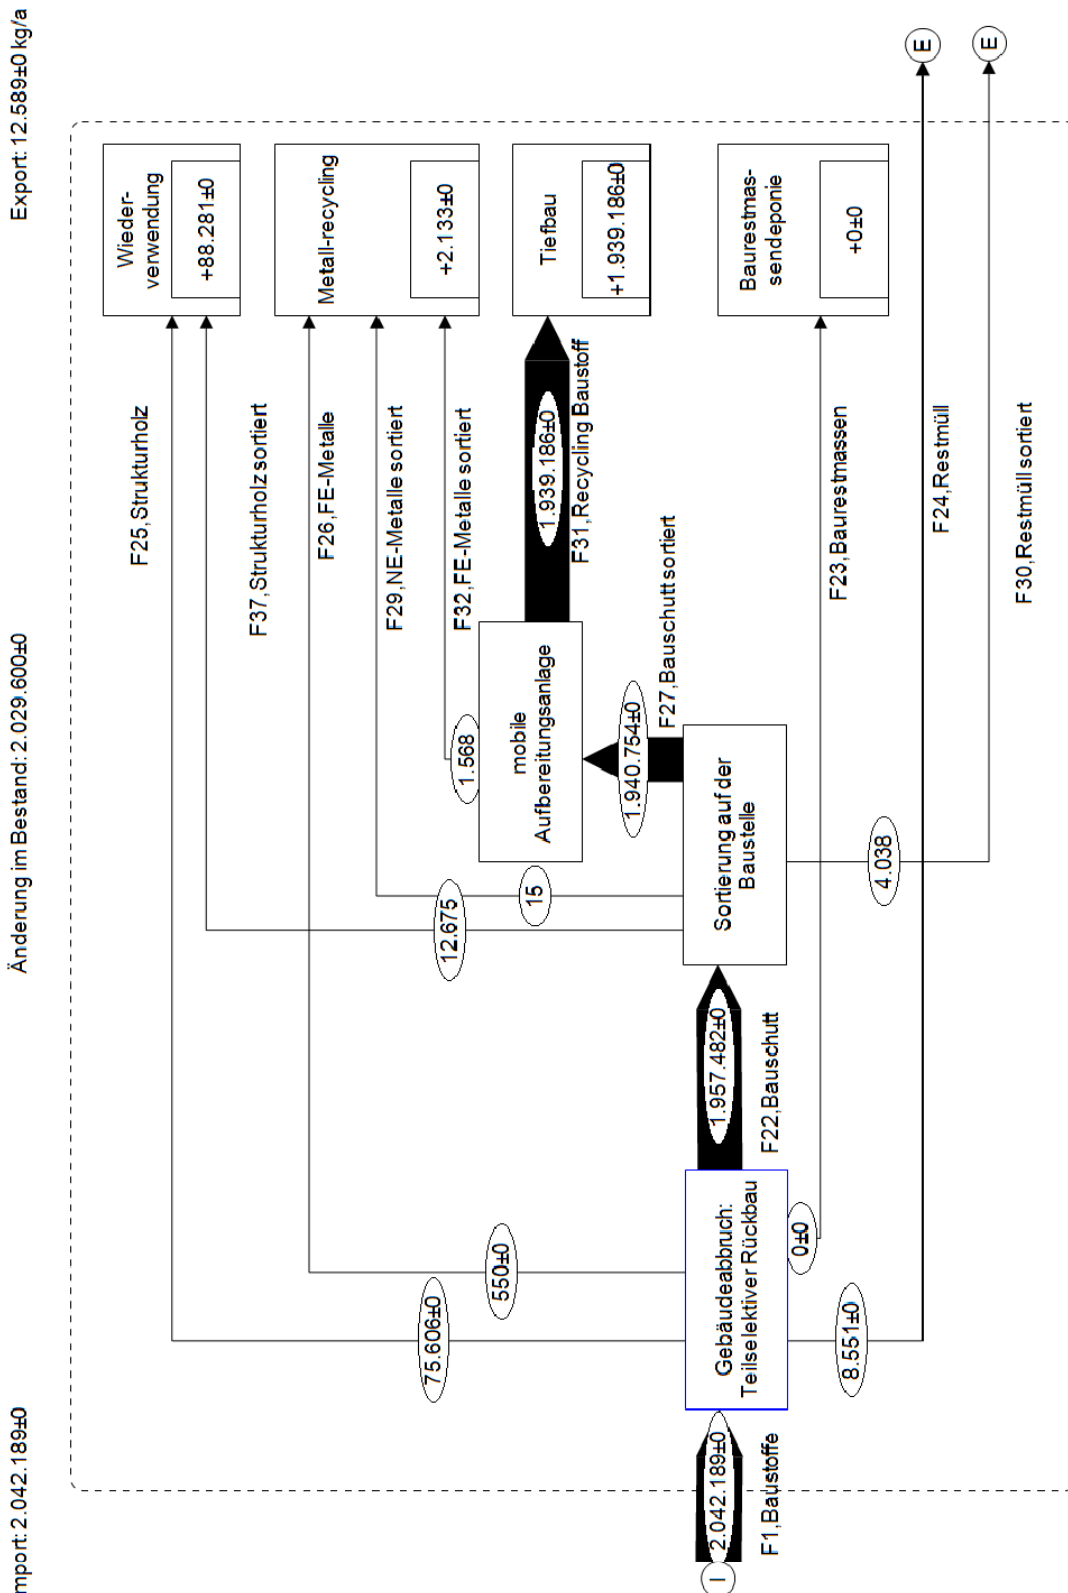 mport: 2.042.189±0
Änderung im Bestand: 2.029.600±0
Export: 12.589±0 kg/a
F25,Strukturholz
Wieder-
verwendung
+88.281±0
F37,Strukturholz sortiert
F26,FE-Metalle
Metall-recycling
+2.133±0
F29,NE-Metalle sortiert
F32,FE-Metalle sortiert
75.606±0
550±0
12.675
15
1.568
mobile
Aufbereitungsanlage
1.939.186±0
F31,Recycling Baustoff
Tiefbau
+1.939.186±0
1.940.754±0
F27,Bauschutt sortiert
I
2.042.189±0
F1,Baustoffe
Gebäudeabbruch:
Teilselektiver Rückbau
1.957.482±0
F22,Bauschutt
Sortierung auf der
Baustelle
Baurestmas-
sendeponie
+0±0
0±0
F23,Baurestmassen
8.551±0
4.038
F24,Restmüll
E
F30,Restmüll sortiert
E